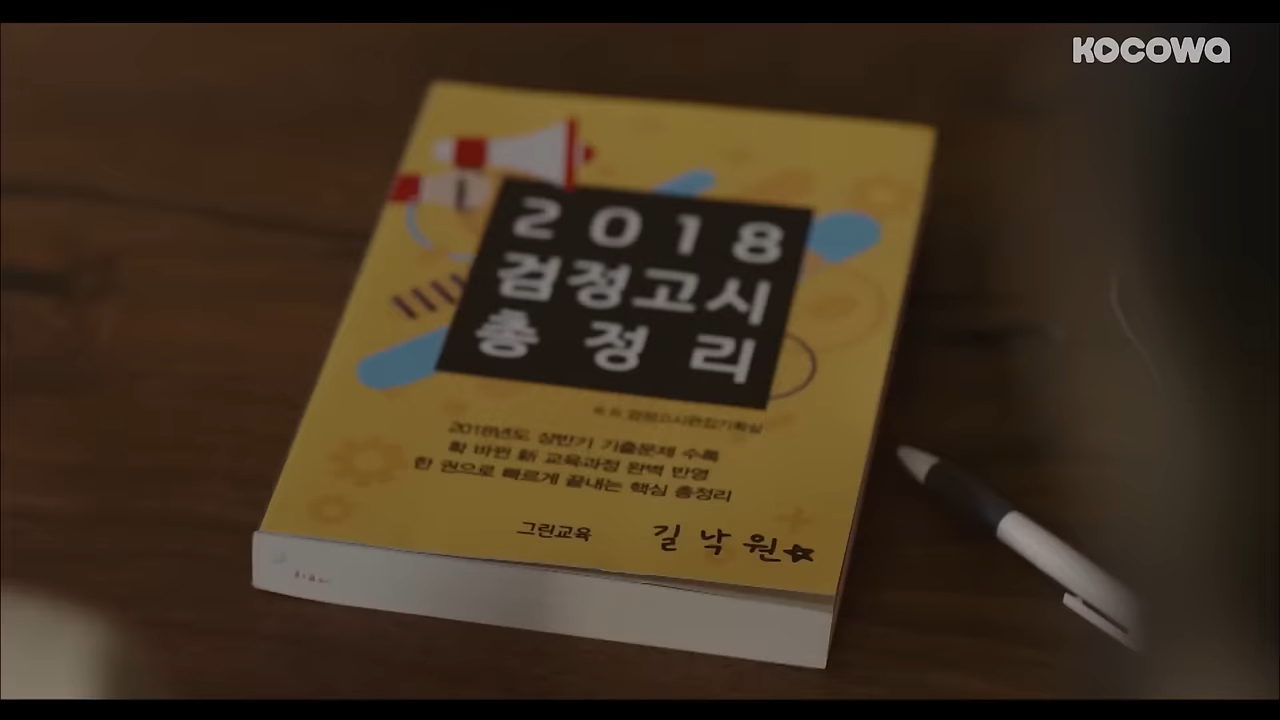 KOCOWA
2018
검정고시
총정리
2018년도 상반기 기출문제 수록
확 바뀐 新 교육과정 완벽 반영
한 권으로 빠르게 끝내는 핵심 총정리
그린교육
길낙원☆